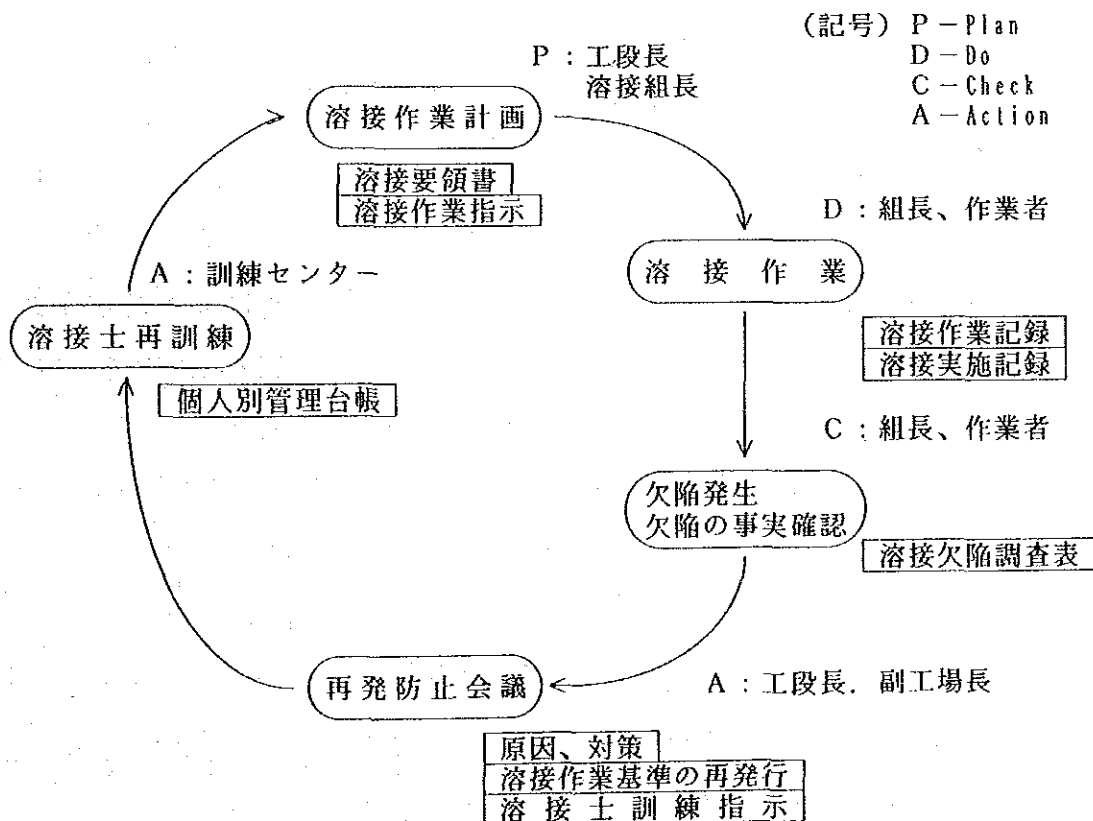 (記号) P－Plan
D－Do
C－Check
A－Action
P：工段長
溶接組長
溶接作業計画
溶接要領書
溶接作業指示
D：組長、作業者
溶接作業
溶接作業記録
溶接実施記録
C：組長、作業者
欠陥発生
欠陥の事実確認
溶接欠陥調査表
A：工段長．副工場長
再発防止会議
原因、対策
溶接作業基準の再発行
溶接士訓練指示
A：訓練センター
溶接士再訓練
個人別管理台帳